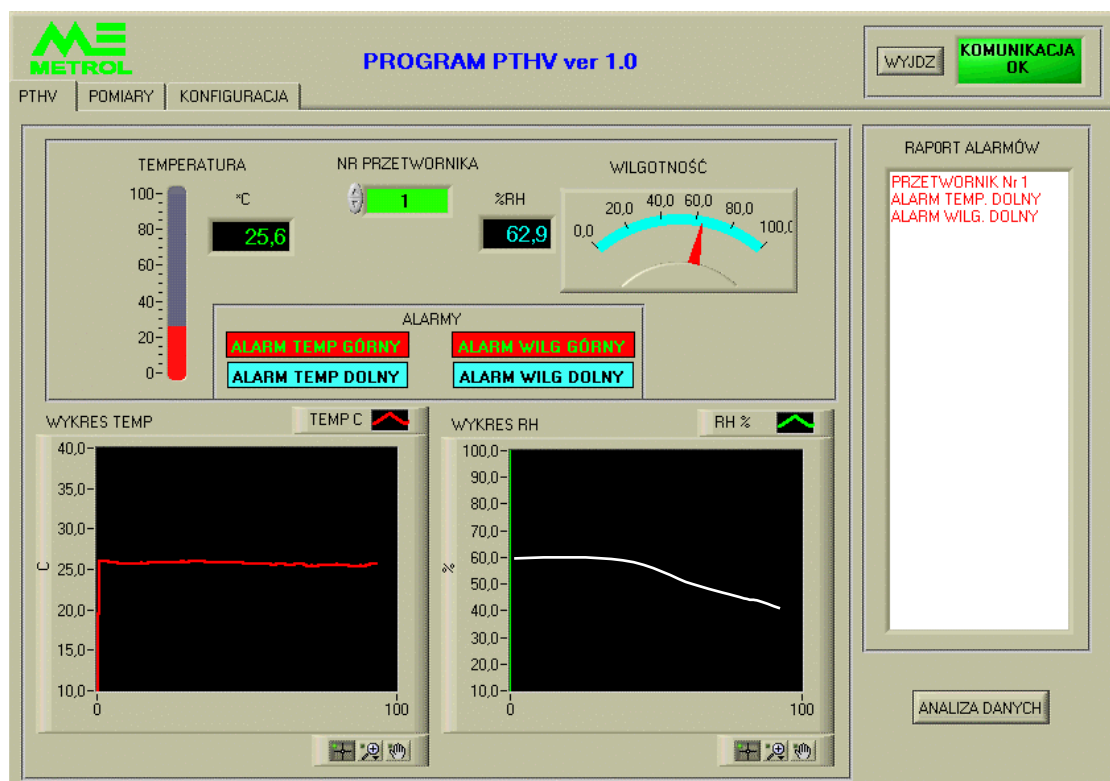 METROL
PROGRAM PTHV ver 1.0
WYJDZ
KOMUNIKACJA
OK
PTHV
POMIARY
KONFIGURACJA
TEMPERATURA
NR PRZETWORNIKA
WILGOTNOŚĆ
100-
80-
60-
40-
20-
0-
°C
25,6
1
%RH
62,9
0,0
20,0
40,0
60,0
80,0
100,0
ALARMY
ALARM TEMP GÓRNY
ALARM WILG GÓRNY
ALARM TEMP DOLNY
ALARM WILG DOLNY
RAPORT ALARMÓW
PRZETWORNIK Nr 1
ALARM TEMP. DOLNY
ALARM WILG. DOLNY
WYKRES TEMP
TEMP C
40,0-
35,0-
30,0-
25,0-
20,0-
15,0-
10,0-
C
0
100
WYKRES RH
RH %
100,0-
90,0-
80,0-
70,0-
60,0-
50,0-
40,0-
30,0-
20,0-
10,0-
%
0
100
ANALIZA DANYCH